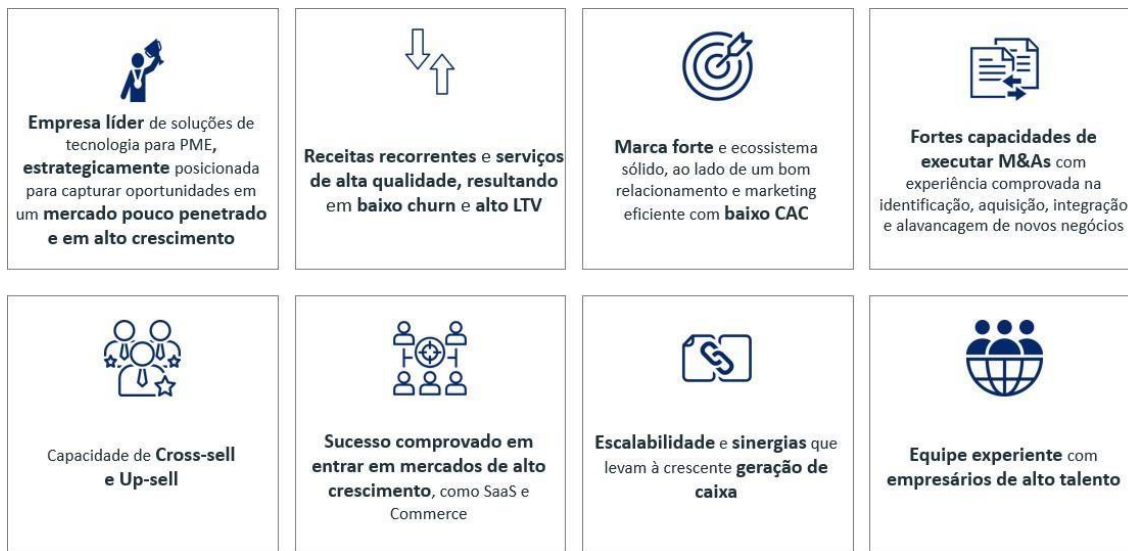 Empresa líder de soluções de
tecnologia para PME,
estrategicamente posicionada
para capturar oportunidades em
um mercado pouco penetrado
e em alto crescimento
Receitas recorrentes e serviços
de alta qualidade, resultando
em baixo churn e alto LTV
Marca forte e ecossistema
sólido, ao lado de um bom
relacionamento e marketing
eficiente com baixo CAC
Fortes capacidades de
executar M&As com
experiência comprovada na
identificação, aquisição, integração
e alavancagem de novos negócios
Capacidade de Cross-sell
e Up-sell
Sucesso comprovado em
entrar em mercados de alto
crescimento, como SaaS e
Commerce
Escalabilidade e sinergias que
levam à crescente geração de
caixa
Equipe experiente com
empresários de alto talento